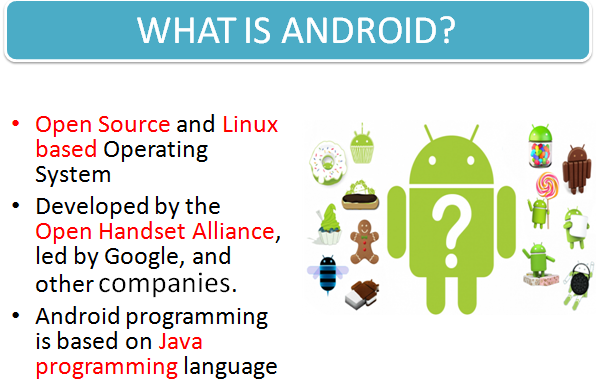 WHAT IS ANDROID?
• Open Source and Linux
based Operating
System
• Developed by the
Open Handset Alliance,
led by Google, and
other companies.
• Android programming
is based on Java
programming language
?